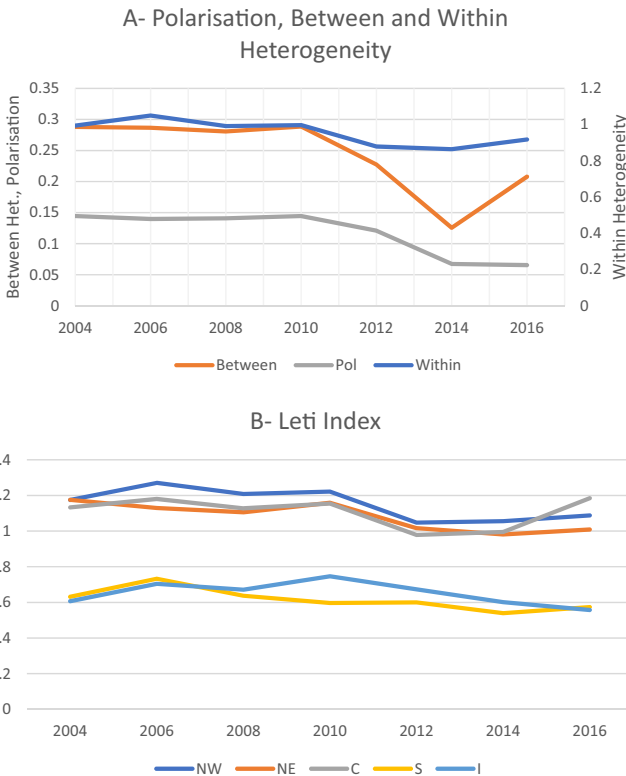 A- Polarisation, Between and Within
Heterogeneity
Between Het., Polarisation
0.35
0.3
0.25
0.2
0.15
0.1
0.05
0
1.2
1
0.8
0.6
0.4
0.2
0
Within Heterogeneity
2004 2006 2008 2010 2012 2014 2016
Between Pol Within
B- Leti Index
.4
.2
1
.8
.6
.4
.2
0
2004 2006 2008 2010 2012 2014 2016
NW NE C S I